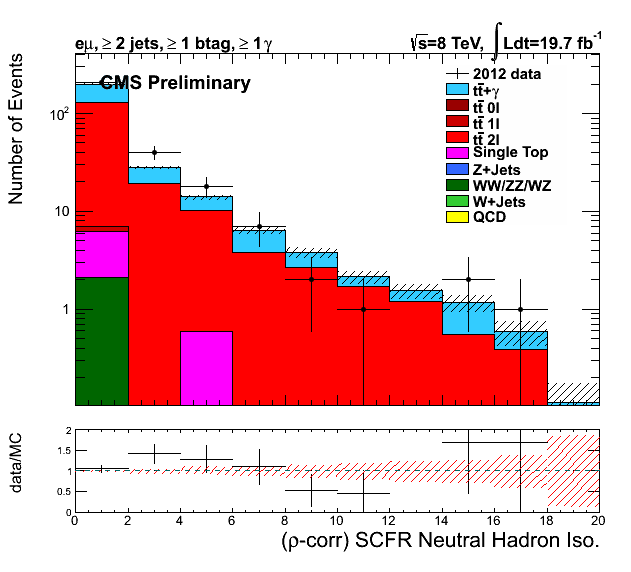 eμ, ≥ 2 jets, ≥ 1 btag, ≥ 1 γ
√s=8 TeV, ∫Ldt=19.7 fb⁻¹
CMS Preliminary
2012 data
tt̄+γ
tt̄ 0l
tt̄ 1l
tt̄ 2l
Single Top
Z+Jets
WW/ZZ/WZ
W+Jets
QCD
Number of Events
10²
10
1
data/MC
2
1.5
1
0.5
0
0 2 4 6 8 10 12 14 16 18 20
(ρ-corr) SCFR Neutral Hadron Iso.